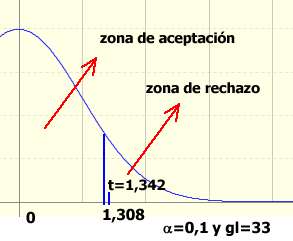 zona de aceptación
zona de rechazo
t=1,342
0
1,308
α=0,1 y gl=33